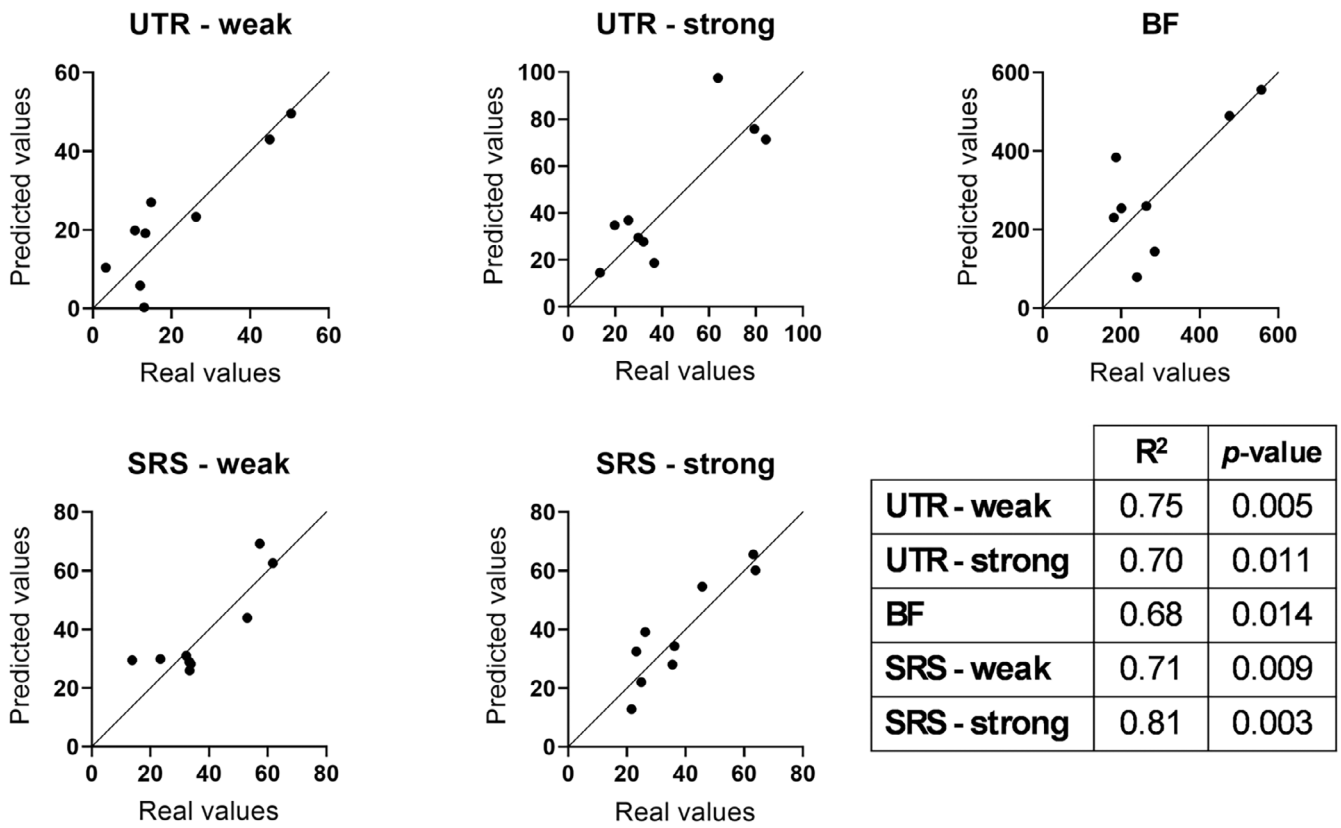 UTR - weak
Predicted values
60
40
20
0
0 20 40 60
Real values
UTR - strong
Predicted values
100
80
60
40
20
0
0 20 40 60 80 100
Real values
BF
Predicted values
600
400
200
0
0 200 400 600
Real values
SRS - weak
Predicted values
80
60
40
20
0
0 20 40 60 80
Real values
SRS - strong
Predicted values
80
60
40
20
0
0 20 40 60 80
Real values
R² p-value
UTR - weak 0.75 0.005
UTR - strong 0.70 0.011
BF 0.68 0.014
SRS - weak 0.71 0.009
SRS - strong 0.81 0.003